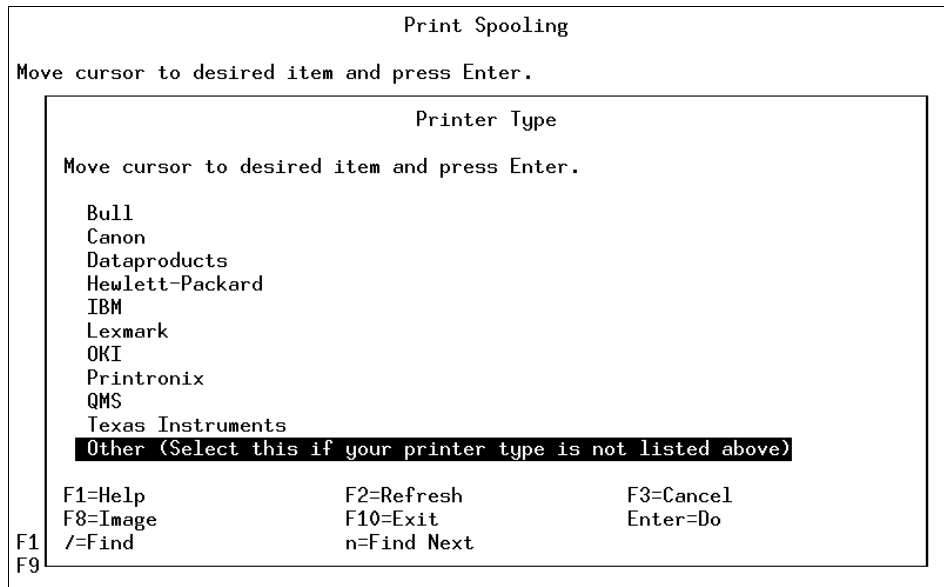 Print Spooling
Move cursor to desired item and press Enter.
Printer Type
Move cursor to desired item and press Enter.
Bull
Canon
Dataproducts
Hewlett-Packard
IBM
Lexmark
OKI
Printronix
QMS
Texas Instruments
Other (Select this if your printer type is not listed above)
F1=Help F2=Refresh F3=Cancel
F8=Image F10=Exit Enter=Do
F1 /=Find n=Find Next
F9